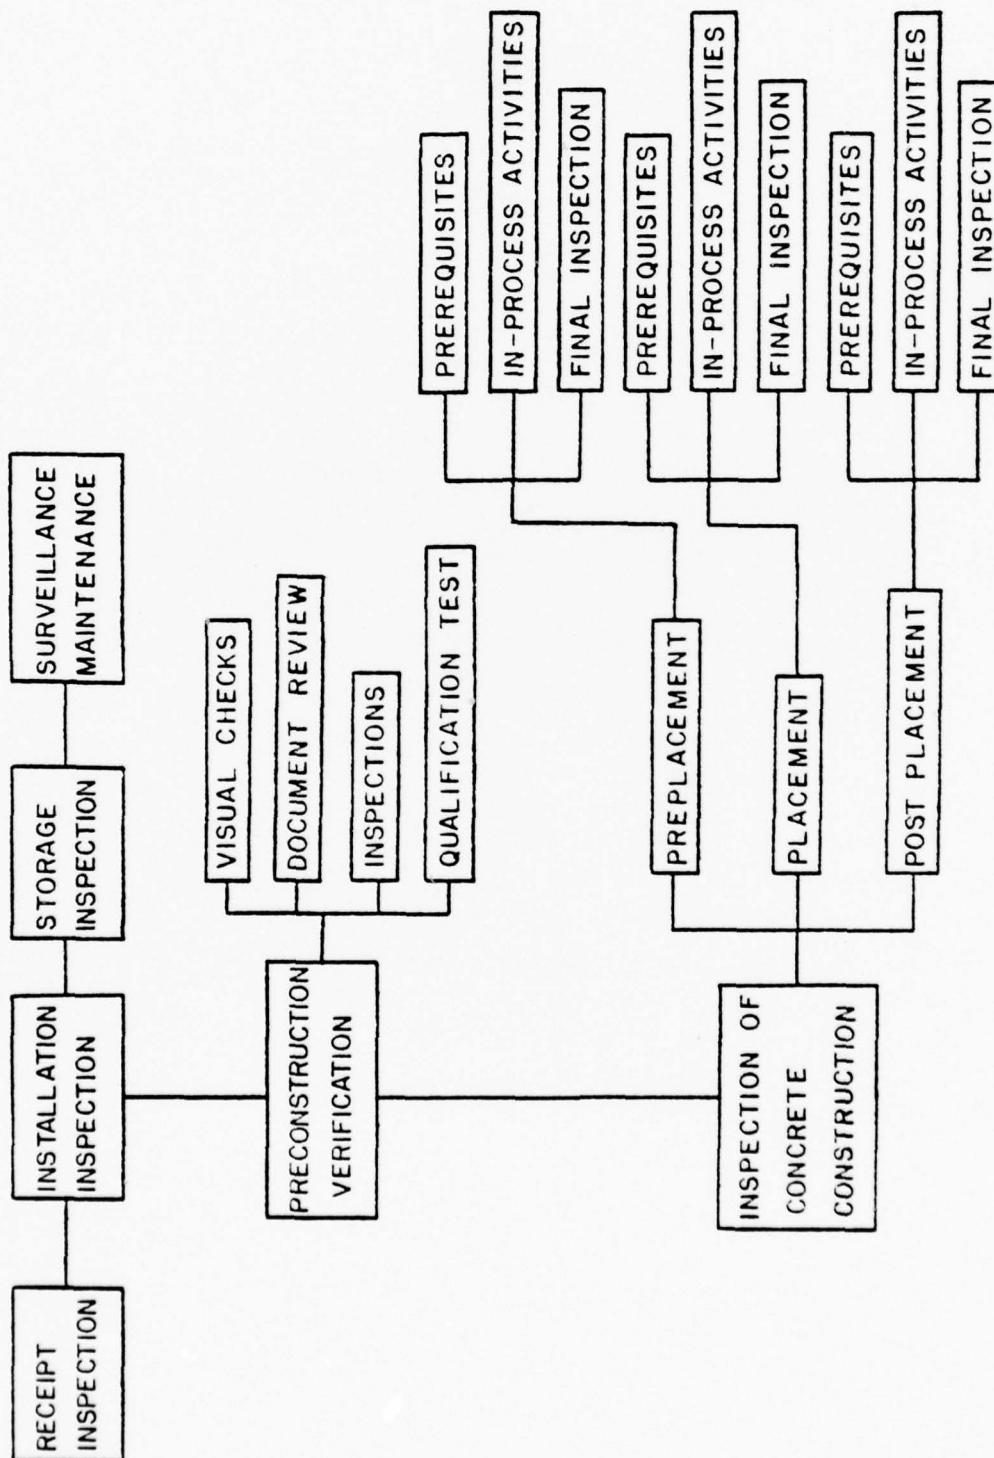 RECEIPT
INSPECTION
INSTALLATION
INSPECTION
STORAGE
INSPECTION
SURVEILLANCE
MAINTENANCE
PRECONSTRUCTION
VERIFICATION
VISUAL CHECKS
DOCUMENT REVIEW
INSPECTIONS
QUALIFICATION TEST
INSPECTION OF
CONCRETE
CONSTRUCTION
PREPLACEMENT
PREREQUISITES
IN-PROCESS ACTIVITIES
FINAL INSPECTION
PLACEMENT
PREREQUISITES
IN-PROCESS ACTIVITIES
FINAL INSPECTION
POST PLACEMENT
PREREQUISITES
IN-PROCESS ACTIVITIES
FINAL INSPECTION